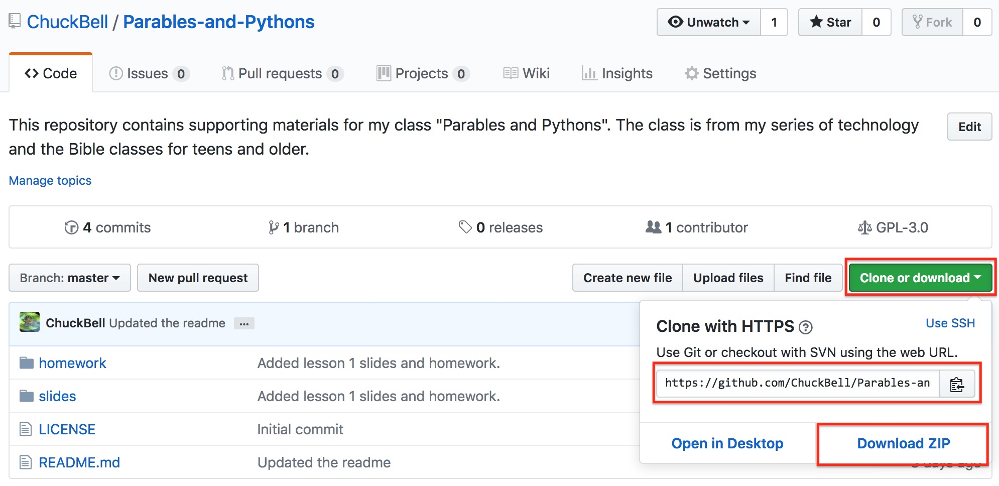 ChuckBell / Parables-and-Pythons
Unwatch 1 Star 0 Fork 0
Code Issues 0 Pull requests 0 Projects 0 Wiki Insights Settings
This repository contains supporting materials for my class "Parables and Pythons". The class is from my series of technology
and the Bible classes for teens and older.
Edit
Manage topics
4 commits 1 branch 0 releases 1 contributor GPL-3.0
Branch: master New pull request Create new file Upload files Find file Clone or download
ChuckBell Updated the readme ...
homework Added lesson 1 slides and homework.
slides Added lesson 1 slides and homework.
LICENSE Initial commit
README.md Updated the readme
Clone with HTTPS ? Use SSH
Use Git or checkout with SVN using the web URL.
https://github.com/ChuckBell/Parables-an
Open in Desktop Download ZIP
days ago